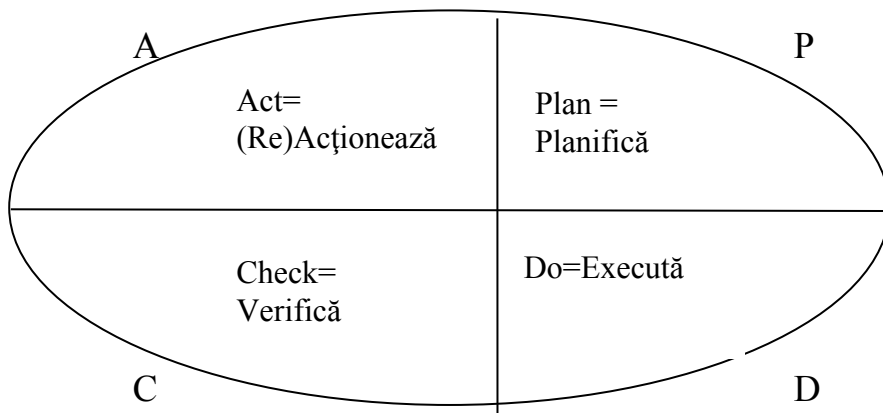 A
P
Act=
(Re)Acţionează
Plan =
Planifică
Check=
Verifică
Do=Execută
C
D